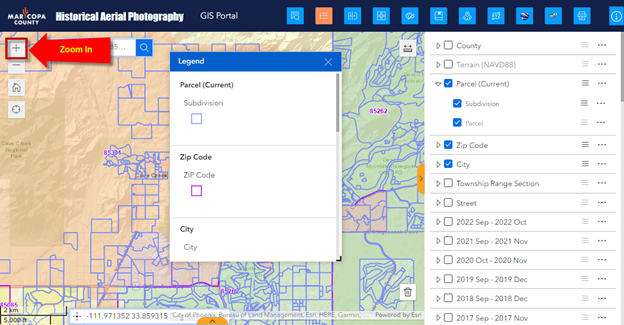 MARICOPA COUNTY
Historical Aerial Photography
GIS Portal
Zoom In
85...
Legend
Parcel (Current)
Subdivision
Zip Code
ZIP Code
City
City
85262
85331
85085
2 km
5,000 ft
-111.971352 33.859315
City of Phoenix, Bureau of Land Management, Esri, HERE, Garmin, ...
Powered by Esri
County
Terrain (NAVD88)
Parcel (Current)
Subdivision
Parcel
Zip Code
City
Township Range Section
Street
2022 Sep - 2022 Oct
2021 Sep - 2021 Nov
2020 Oct - 2020 Nov
2019 Sep - 2019 Dec
2018 Sep - 2018 Dec
2017 Sep - 2017 Nov